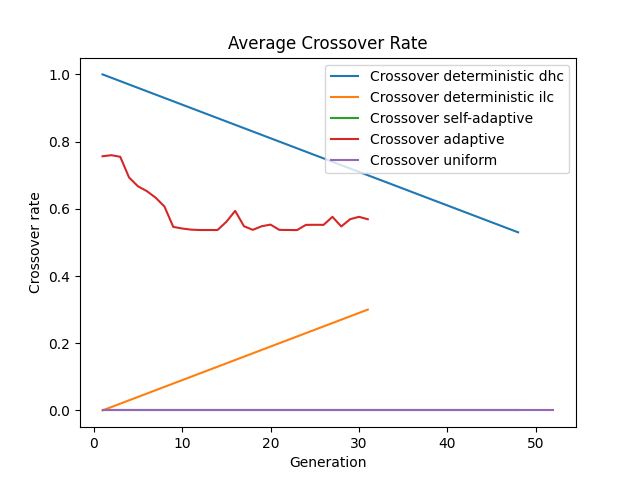 Average Crossover Rate
Crossover deterministic dhc
Crossover deterministic ilc
Crossover self-adaptive
Crossover adaptive
Crossover uniform
Crossover rate
1.0
0.8
0.6
0.4
0.2
0.0
0 10 20 30 40 50
Generation